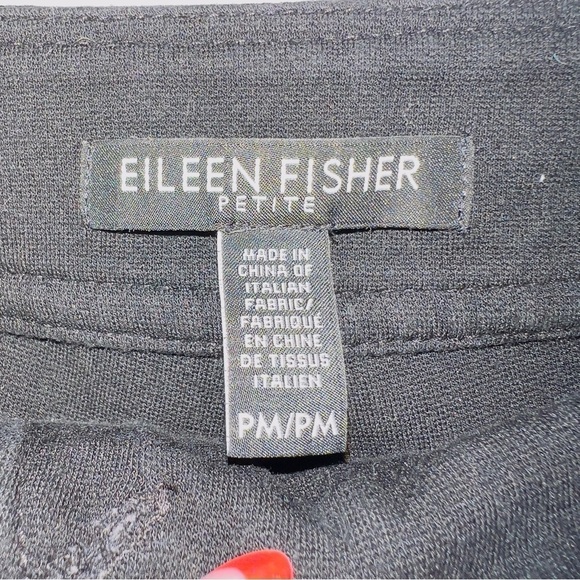 EILEEN FISHER
PETITE
MADE IN
CHINA OF
ITALIAN
FABRIC/
FABRIQUÉ
EN CHINE
DE TISSUS
ITALIEN
PM/PM